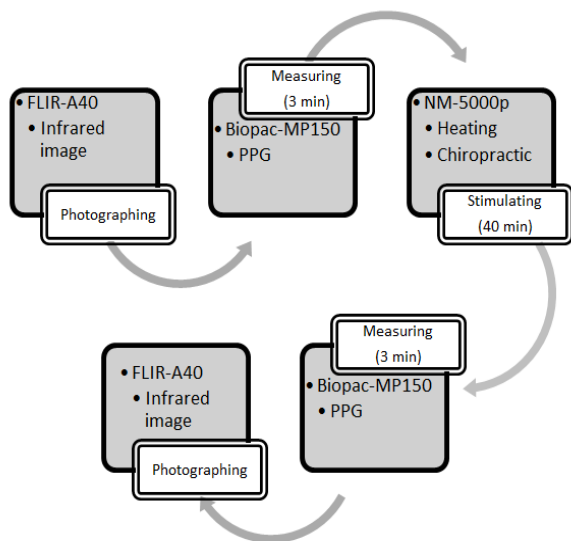 • FLIR-A40
• Infrared
image
Photographing
Measuring
(3 min)
• Biopac-MP150
• PPG
• NM-5000p
• Heating
• Chiropractic
Stimulating
(40 min)
Measuring
(3 min)
• Biopac-MP150
• PPG
• FLIR-A40
• Infrared
image
Photographing